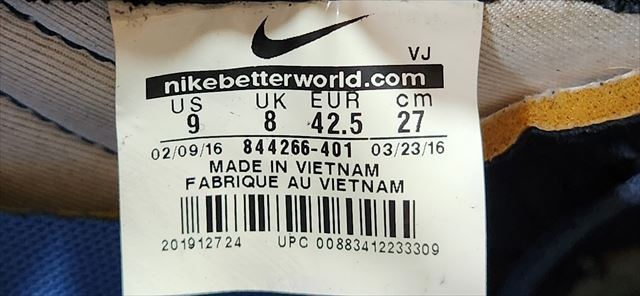 VJ
nikebetterworld.com
US UK EUR cm
9 8 42.5 27
02/09/16 844266-401 03/23/16
MADE IN VIETNAM
FABRIQUE AU VIETNAM
201912724 UPC 00883412233309